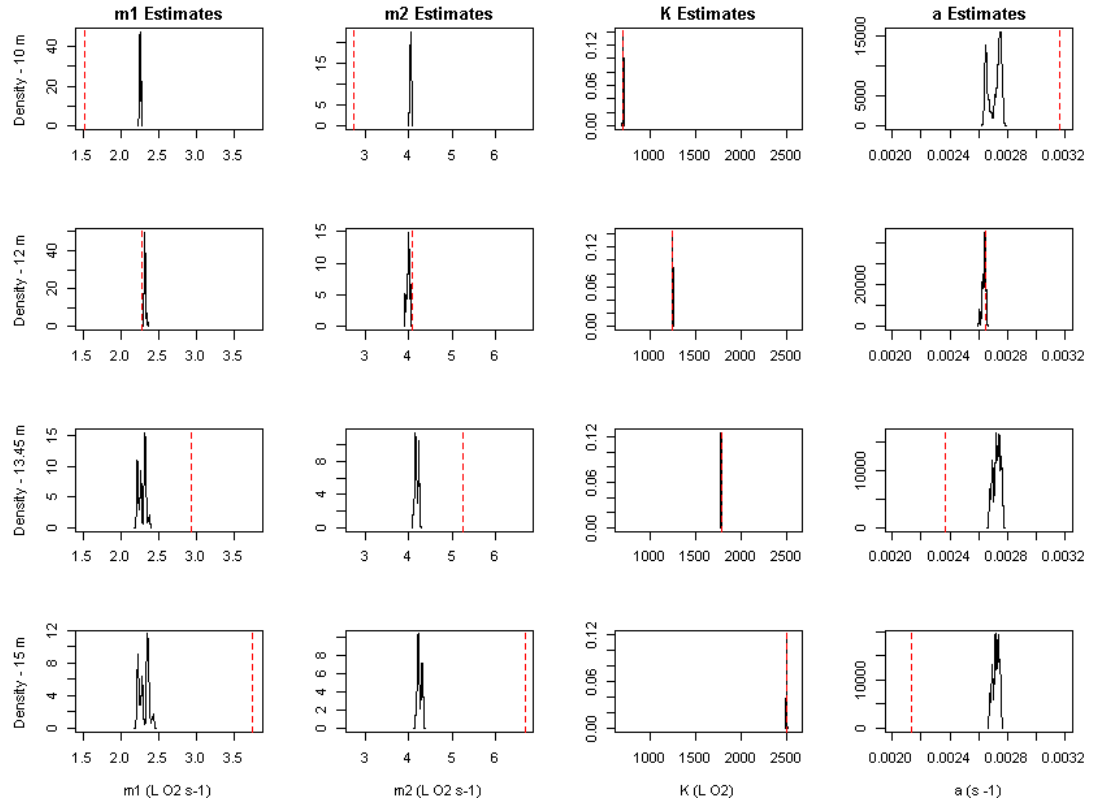 m1 Estimates m2 Estimates K Estimates a Estimates
Density - 10 m
0 20 40
1.5 2.0 2.5 3.0 3.5
0 5 15
3 4 5 6
0.00 0.06 0.12
1000 1500 2000 2500
0 5000 15000
0.0020 0.0024 0.0028 0.0032
Density - 12 m
0 20 40
1.5 2.0 2.5 3.0 3.5
0 5 10 15
3 4 5 6
0.00 0.06 0.12
1000 1500 2000 2500
0 20000
0.0020 0.0024 0.0028 0.0032
Density - 13.45 m
0 5 10 15
1.5 2.0 2.5 3.0 3.5
0 4 8
3 4 5 6
0.00 0.06 0.12
1000 1500 2000 2500
0 10000
0.0020 0.0024 0.0028 0.0032
Density - 15 m
0 4 8 12
1.5 2.0 2.5 3.0 3.5
0 2 4 8
3 4 5 6
0.00 0.06 0.12
1000 1500 2000 2500
0 10000
0.0020 0.0024 0.0028 0.0032
m1 (L O2 s-1) m2 (L O2 s-1) K (L O2) a (s -1)